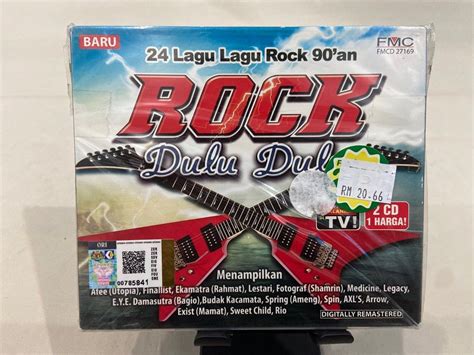 BARU
FMC
FMCD 27169
24 Lagu Lagu Rock 90'an
ROCK
Dulu
RM 20.66
TV!
2 CD
1 HARGA!
ORI
00785841
Menampilkan
Afee (Utopia), Finalist, Ekamatra (Rahmat), Lestari, Fotograf (Shamrin), Medicine, Legacy,
E.Y.E. Damasutra (Bagio), Budak Kacamata, Spring (Ameng), Spin, AXL'S, Arrow,
Exist (Mamat), Sweet Child, Rio
DIGITALLY REMASTERED